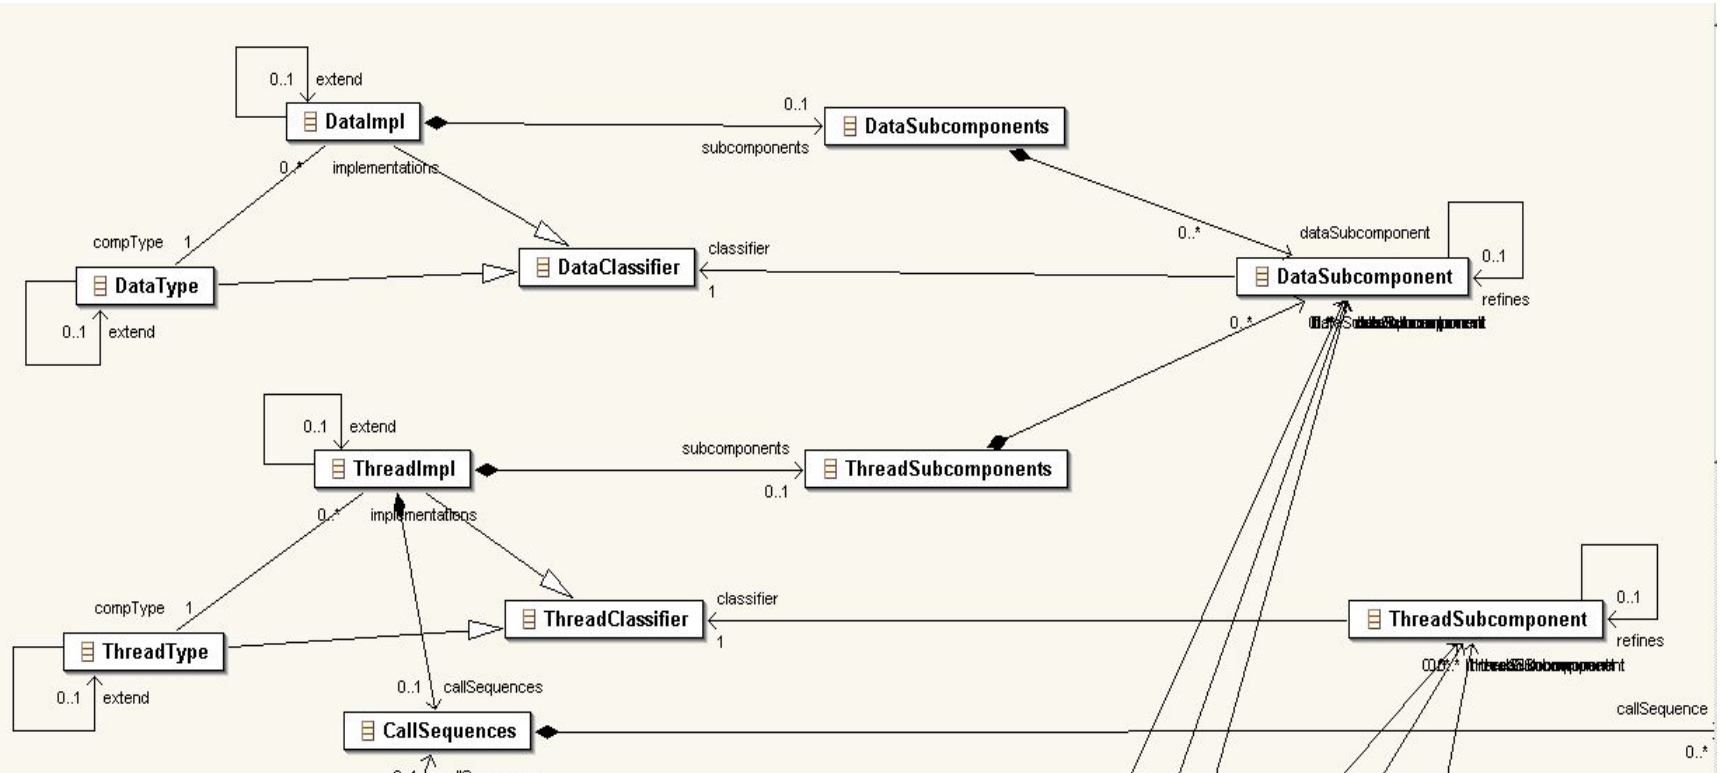 0..1 extend
DataImpl
0..1
subcomponents
DataSubcomponents
0..* implementations
compType 1
DataType
0..1 extend
DataClassifier
classifier
1
0..* dataSubcomponent
DataSubcomponent
0..1
refines
0..*
0..1 extend
ThreadImpl
subcomponents
0..1
ThreadSubcomponents
0..* implementations
compType 1
ThreadType
0..1 extend
ThreadClassifier
classifier
1
ThreadSubcomponent
0..1
refines
0..1 callSequences
CallSequences
callSequence
0..*